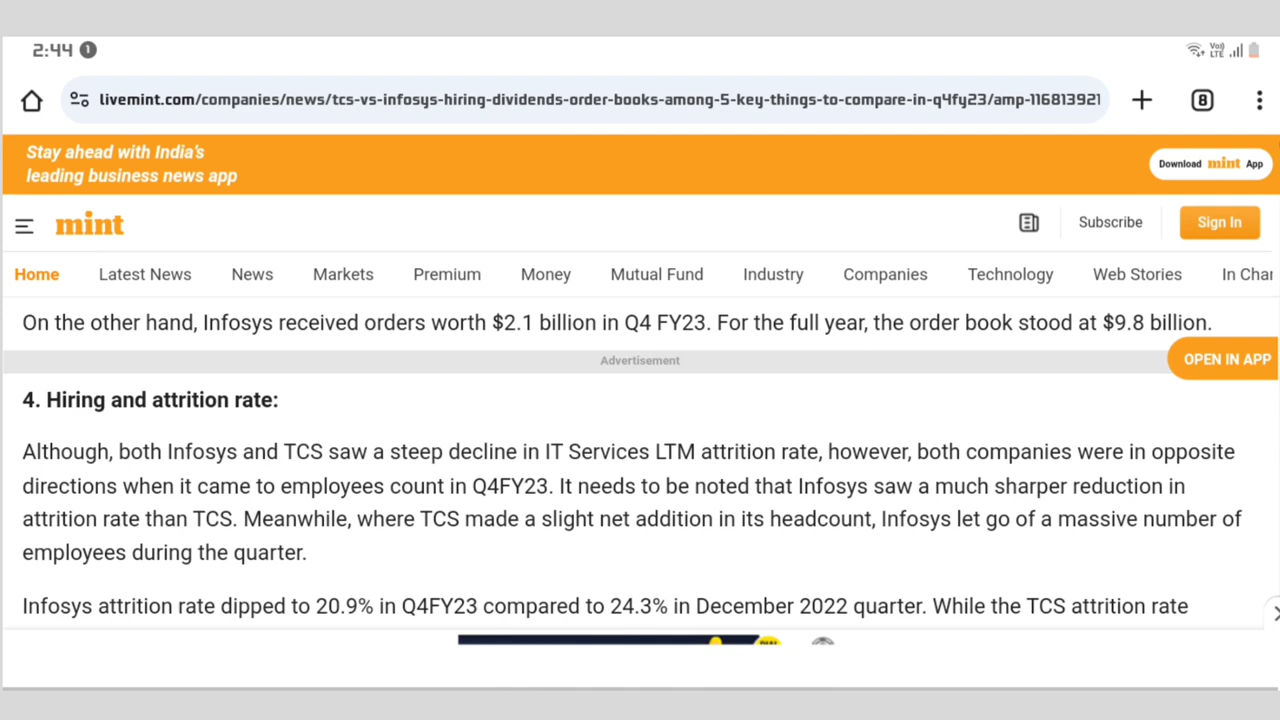 2:44 1
Vo) LTE
livemint.com/companies/news/tcs-vs-infosys-hiring-dividends-order-books-among-5-key-things-to-compare-in-q4fy23/amp-116813921
8
Stay ahead with India's
leading business news app
Download mint App
mint
Subscribe
Sign In
Home Latest News News Markets Premium Money Mutual Fund Industry Companies Technology Web Stories In Char
On the other hand, Infosys received orders worth $2.1 billion in Q4 FY23. For the full year, the order book stood at $9.8 billion.
Advertisement
OPEN IN APP
4. Hiring and attrition rate:
Although, both Infosys and TCS saw a steep decline in IT Services LTM attrition rate, however, both companies were in opposite
directions when it came to employees count in Q4FY23. It needs to be noted that Infosys saw a much sharper reduction in
attrition rate than TCS. Meanwhile, where TCS made a slight net addition in its headcount, Infosys let go of a massive number of
employees during the quarter.
Infosys attrition rate dipped to 20.9% in Q4FY23 compared to 24.3% in December 2022 quarter. While the TCS attrition rate